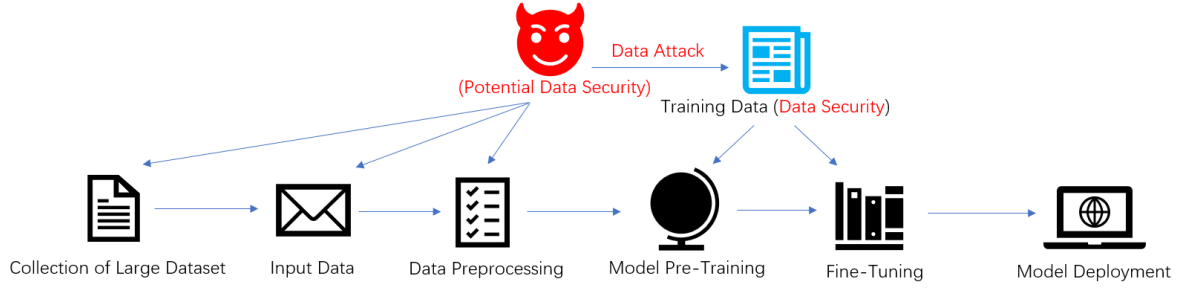 Data Attack
(Potential Data Security)
Training Data (Data Security)
Collection of Large Dataset
Input Data
Data Preprocessing
Model Pre-Training
Fine-Tuning
Model Deployment